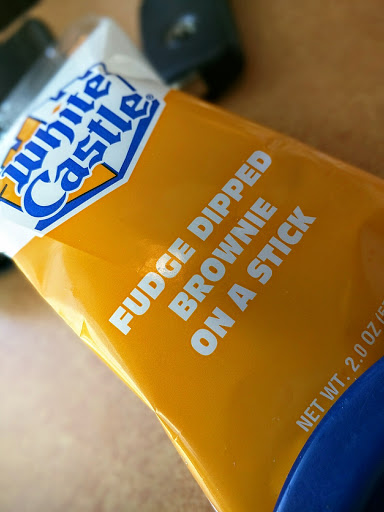 White
Castle®
FUDGE DIPPED
BROWNIE
ON A STICK
NET WT. 2.0 OZ